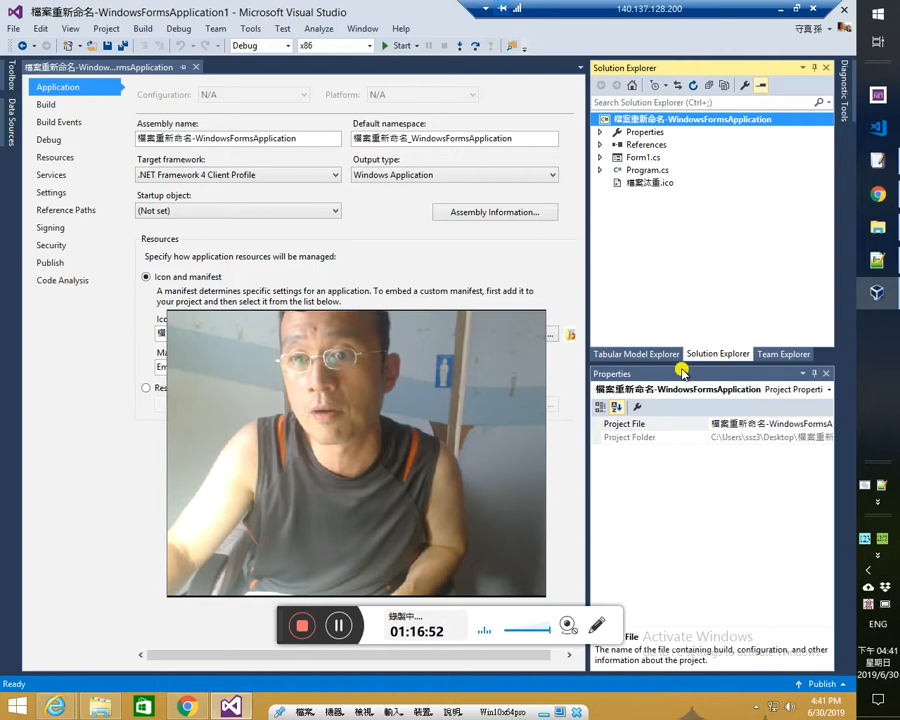 檔案重新命名-WindowsFormsApplication1 - Microsoft Visual Studio
140.137.128.200
File Edit View Project Build Debug Team Tools Test Analyze Window Help
守真孫
Debug x86 Start
檔案重新命名-Window...rmsApplication
Toolbox
Data Sources
Application
Build
Build Events
Debug
Resources
Services
Settings
Reference Paths
Signing
Security
Publish
Code Analysis
Configuration: N/A Platform: N/A
Assembly name: Default namespace:
檔案重新命名-WindowsFormsApplication 檔案重新命名_WindowsFormsApplication
Target framework: Output type:
.NET Framework 4 Client Profile Windows Application
Startup object:
(Not set) Assembly Information...
Resources
Specify how application resources will be managed:
Icon and manifest
A manifest determines specific settings for an application. To embed a custom manifest, first add it to
your project and then select it from the list below.
Solution Explorer
Search Solution Explorer (Ctrl+;)
檔案重新命名-WindowsFormsApplication
Properties
References
Form1.cs
Program.cs
Tabular Model Explorer Solution Explorer Team Explorer
Diagnostic Tools
Properties
檔案重新命名-WindowsFormsApplication Project Properti
Project File 檔案重新命名-WindowsFormsA
Project Folder C:\Users\ssz3\Desktop\檔案重新
File
The name of the file containing build, configuration, and other
information about the project.
Activate Windows
錄製中....
01:16:52
Ready
Publish
檔案. 機器. 檢視. 輸入. 裝置. 說明. Win10x64pro
4:41 PM
6/30/2019
ENG
下午 04:41
星期日
2019/6/30